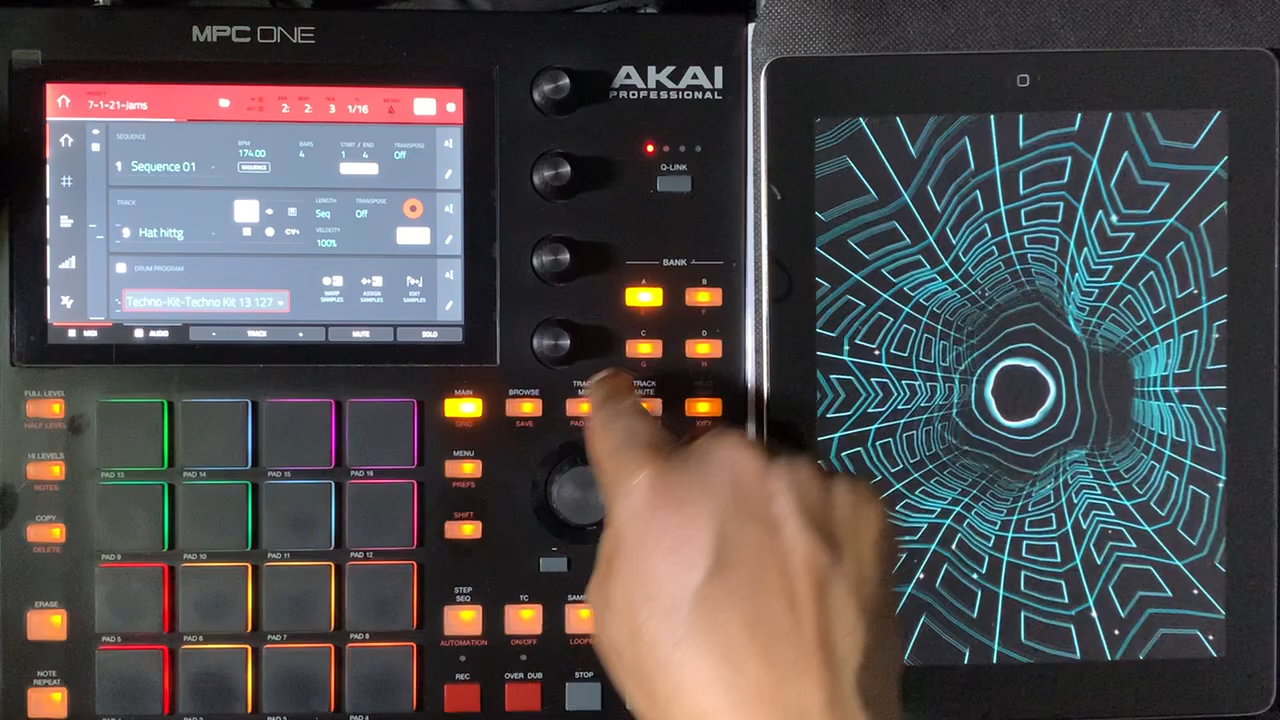 MPC ONE
AKAI
PROFESSIONAL
7-1-21-Jams
2: 2: 3 1/16
SEQUENCE
BPM BARS START / END TRANSPOSE
174.00 4 1 4 Off
1 Sequence 01
SEQUENCE
TRACK
LENGTH TRANSPOSE
Seq Off
9 Hat hittg
VELOCITY
100%
DRUM PROGRAM
WARP SAMPLES ASSIGN SAMPLES EDIT SAMPLES
Techno-Kit-Techno Kit 13 127
MIDI AUDIO - TRACK + MUTE SOLO
Q-LINK
BANK
A B
C D
G H
FULL LEVEL
HALF LEVEL
16 LEVELS
NOTES
COPY
DELETE
ERASE
NOTE
REPEAT
MAIN BROWSE TRACK
MUTE
GRID SAVE
MENU
PREFS
SHIFT
PAD 13 PAD 14 PAD 15 PAD 16
PAD 9 PAD 10 PAD 11 PAD 12
PAD 5 PAD 6 PAD 7 PAD 8
STEP
SEQ
TC
AUTOMATION ON/OFF
REC OVER DUB STOP